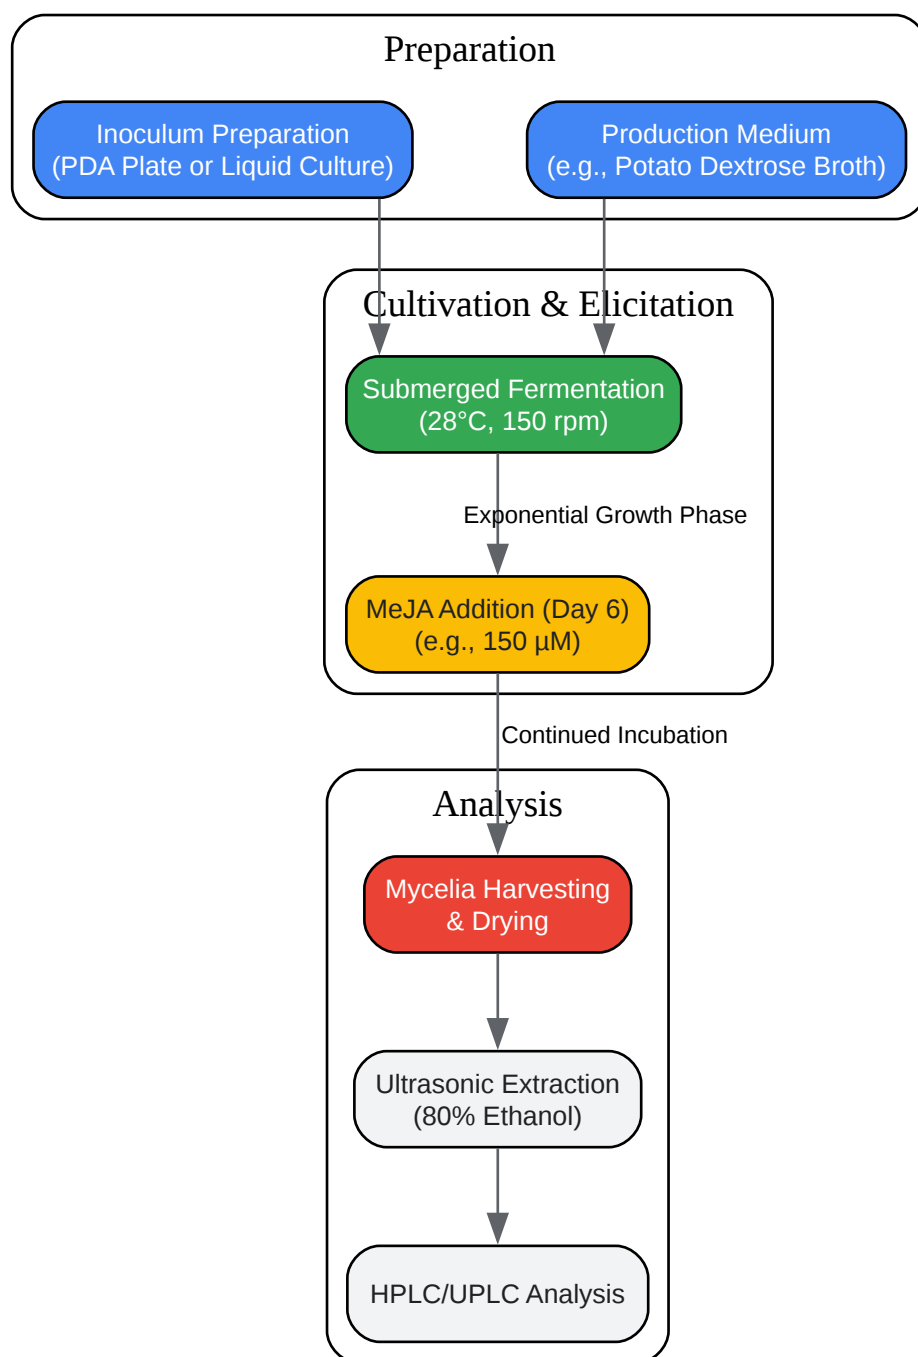 Preparation
Inoculum Preparation
(PDA Plate or Liquid Culture)
Production Medium
(e.g., Potato Dextrose Broth)
Cultivation & Elicitation
Submerged Fermentation
(28°C, 150 rpm)
Exponential Growth Phase
MeJA Addition (Day 6)
(e.g., 150 µM)
Continued Incubation
Analysis
Mycelia Harvesting
& Drying
Ultrasonic Extraction
(80% Ethanol)
HPLC/UPLC Analysis